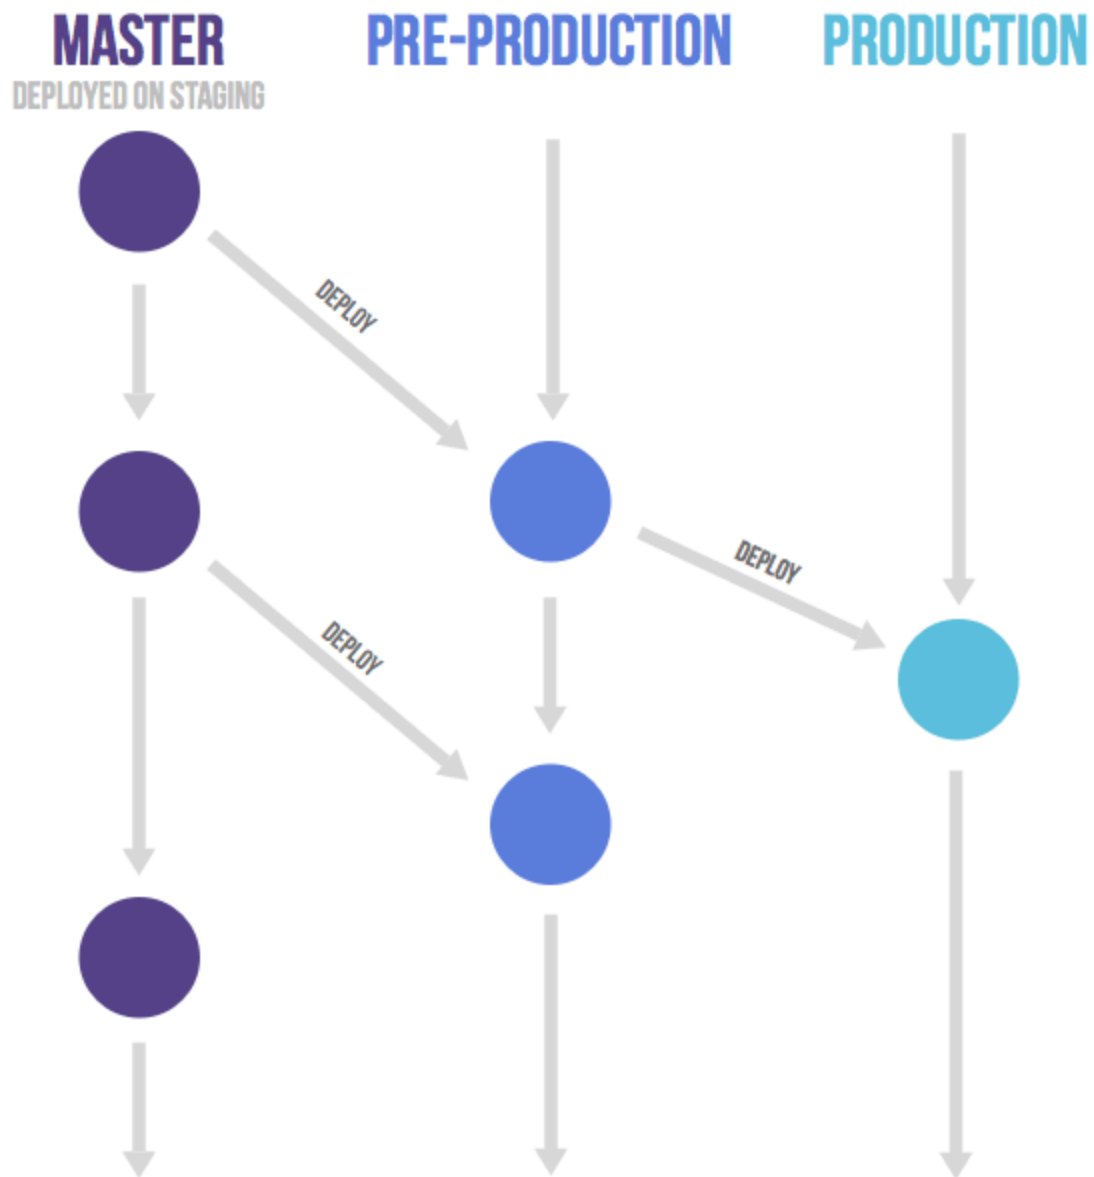 MASTER
DEPLOYED ON STAGING
PRE-PRODUCTION
PRODUCTION
DEPLOY
DEPLOY
DEPLOY